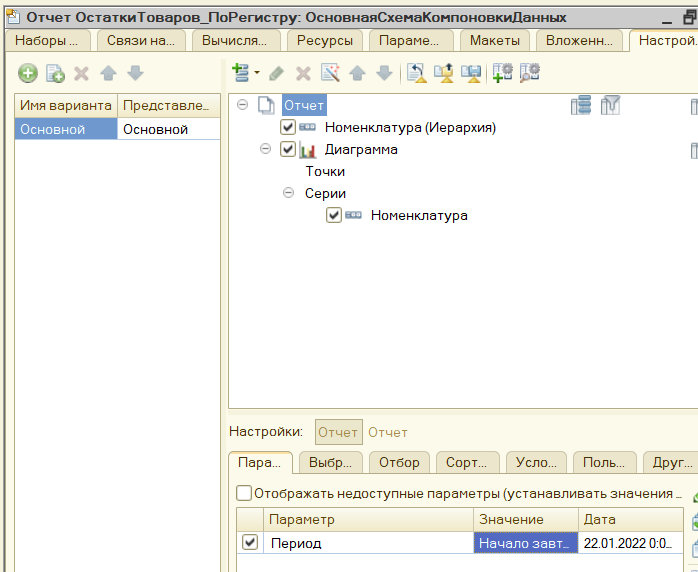 Отчет ОстаткиТоваров_ПоРегистру: ОсновнаяСхемаКомпоновкиДанных
Наборы ... Связи на... Вычисля... Ресурсы Параме... Макеты Вложенн... Настрой.
Имя варианта Представле...
Основной Основной
Отчет
Номенклатура (Иерархия)
Диаграмма
Точки
Серии
Номенклатура
Настройки: Отчет Отчет
Пара... Выбр... Отбор Сорт... Усло... Поль... Друг...
Отображать недоступные параметры (устанавливать значения ...
Параметр Значение Дата
Период Начало завт... 22.01.2022 0:0...